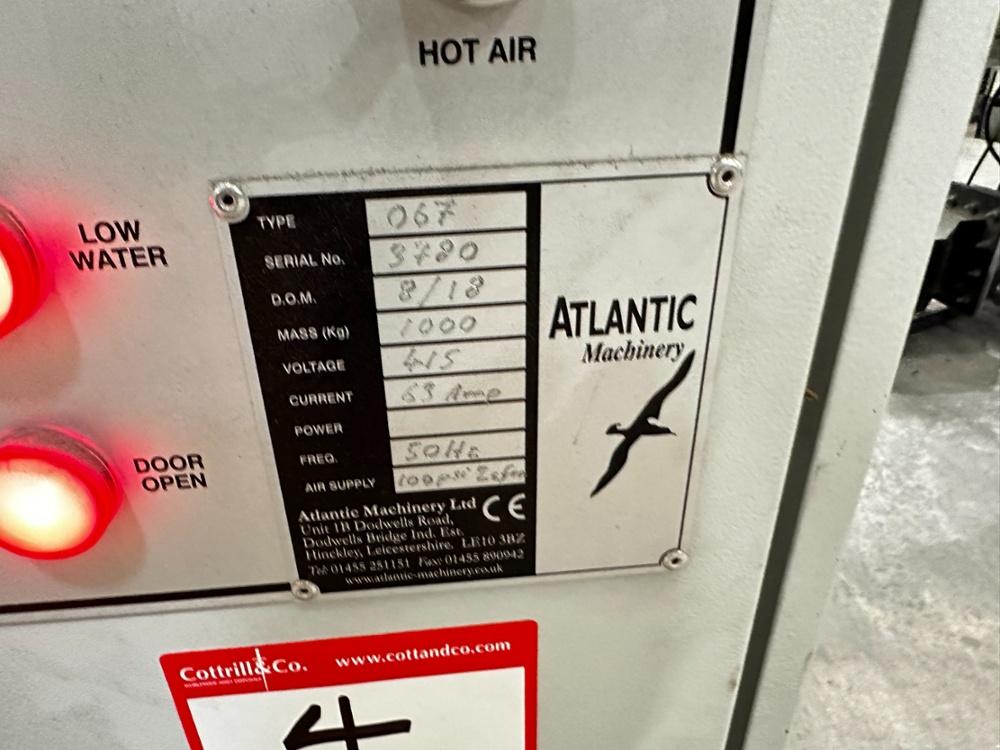 HOT AIR
LOW
WATER
DOOR
OPEN
TYPE 067
SERIAL No. 3780
D.O.M. 8/18
MASS (Kg) 1000
VOLTAGE 415
CURRENT 63 Amp
POWER
FREQ. 50Hz
AIR SUPPLY 100psi
Atlantic Machinery Ltd CE
Unit 1B Dodwells Road,
Dodwells Bridge Ind. Est,
Hinckley, Leicestershire. LE10 3BZ
Tel: 01455 251151 Fax: 01455 890942
www.atlantic-machinery.co.uk
ATLANTIC
Machinery
Cottrill&Co. www.cottandco.com
4